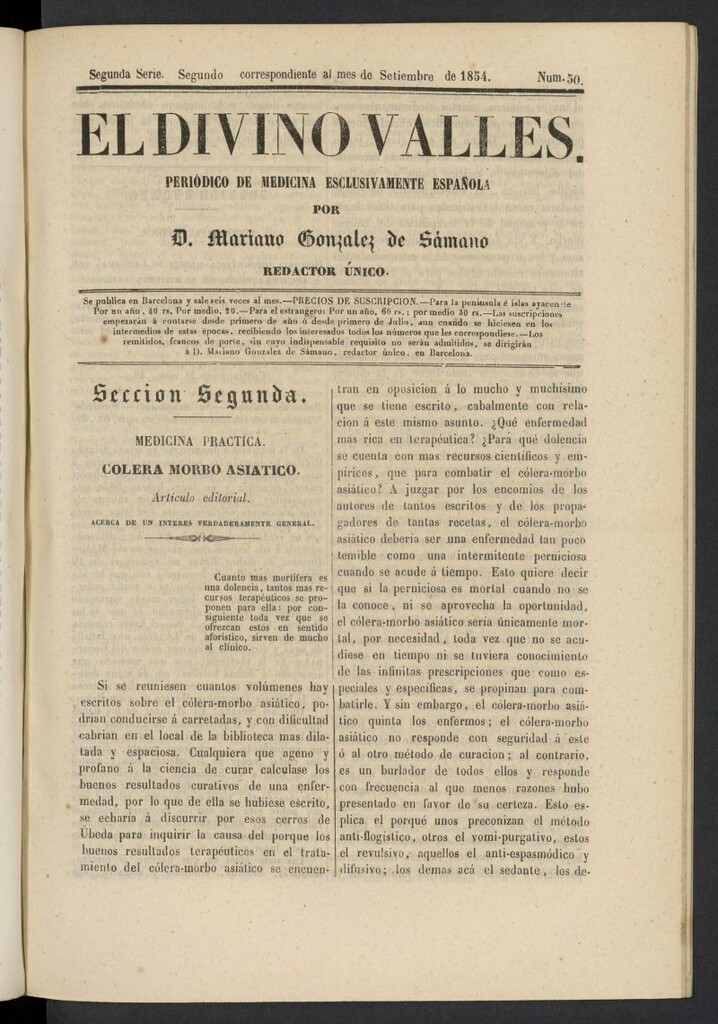 Segunda Serie. Segundo correspondiente al mes de Setiembre de 1854. Num. 50.
EL DIVINO VALLES.
PERIÓDICO DE MEDICINA ESCLUSIVAMENTE ESPAÑOLA
POR
D. Mariano Gonzalez de Sámano
REDACTOR ÚNICO.
Se publica en Barcelona y sale seis veces al mes.—PRECIOS DE SUSCRIPCION.—Para la península é islas ayacente
Por un año, 40 rs, Por medio, 20.—Para el estrangero: Por un año, 60 rs.; por medio 30 rs.—Las suscripciones
empezarán á contarse desde primero de año ó desde primero de Julio, aun cuando se hiciesen en los
intermedios de estas épocas, recibiendo los interesados todos los números que les correspondiese.—Los
remitidos, francos de porte, sin cuyo indispensable requisito no serán admitidos, se dirigirán
á D. Mariano Gonzalez de Sámano, redactor único, en Barcelona.
Seccion Segunda.
MEDICINA PRACTICA.
COLERA MORBO ASIATICO.
Artículo editorial.
ACERCA DE UN INTERES VERDADERAMENTE GENERAL.
Cuanto mas mortífera es
una dolencia, tantos mas re-
cursos terapéuticos se pro-
ponen para ella: por con-
siguiente toda vez que se
ofrezcan estos en sentido
aforístico, sirven de mucho
al clínico.
Si se reuniesen cuantos volúmenes hay
escritos sobre el cólera-morbo asiático, po-
drian conducirse á carretadas, y con dificultad
cabrian en el local de la biblioteca mas dila-
tada y espaciosa. Cualquiera que ageno y
profano á la ciencia de curar calculase los
buenos resultados curativos de una enfer-
medad, por lo que de ella se hubiese escrito,
se echaria á discurrir por esos cerros de
Úbeda para inquirir la causa del porque los
buenos resultados terapéuticos en el trata-
miento del cólera-morbo asiático se encuen-
tran en oposicion á lo mucho y muchísimo
que se tiene escrito, cabalmente con rela-
cion á este mismo asunto. ¿Qué enfermedad
mas rica en terapéutica? ¿Para qué dolencia
se cuenta con mas recursos científicos y em-
píricos, que para combatir el cólera-morbo
asiático? A juzgar por los encomios de los
autores de tantos escritos y de los propa-
gadores de tantas recetas, el cólera-morbo
asiático deberia ser una enfermedad tan poco
temible como una intermitente perniciosa
cuando se acude á tiempo. Esto quiere decir
que si la perniciosa es mortal cuando no se
la conoce, ni se aprovecha la oportunidad,
el cólera-morbo asiático sería únicamente mor-
tal, por necesidad, toda vez que no se acu-
diese en tiempo ni se tuviera conocimiento
de las infinitas prescripciones que como es-
peciales y específicas, se propinan para com-
batirle. Y sin embargo, el cólera-morbo asiá-
tico quinta los enfermos; el cólera-morbo
asiático no responde con seguridad á este
ó al otro método de curacion; al contrario,
es un burlador de todos ellos y responde
con frecuencia al que menos razones hubo
presentado en favor de su certeza. Esto es-
plica el porqué unos preconizan el método
anti-flogístico, otros el vomi-purgativo, estos
el revulsivo, aquellos el anti-espasmódico y
difusivo; los demas acá el sedante, los de-